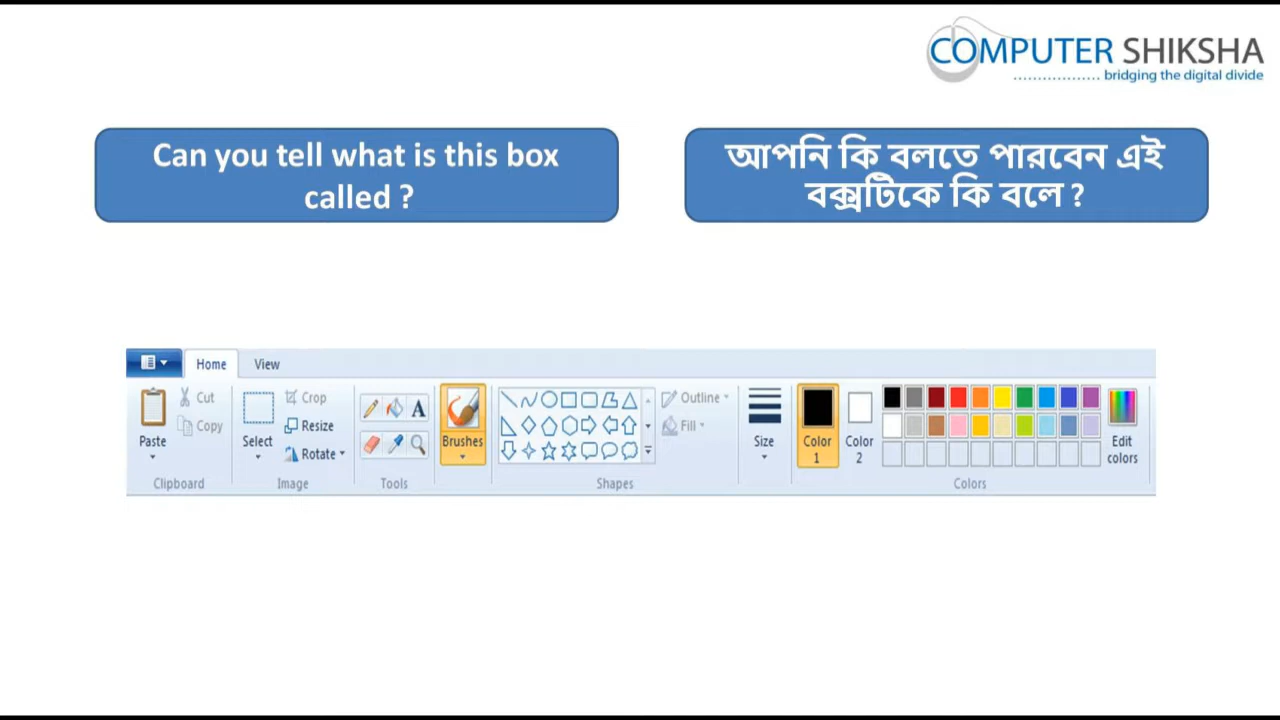 COMPUTER SHIKSHA
bridging the digital divide
Can you tell what is this box
called ?
আপনি কি বলতে পারবেন এই
বক্সটিকে কি বলে ?
Home View
Cut
Copy
Paste
Clipboard
Select
Crop
Resize
Rotate
Image
A
Tools
Brushes
Outline
Fill
Shapes
Size
Color
1
Color
2
Edit
colors
Colors